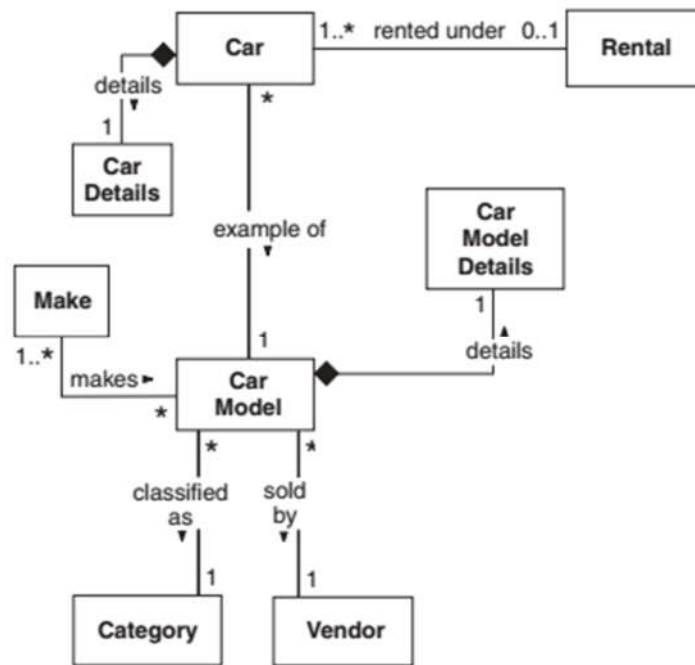 Car
1..* rented under 0..1
Rental
*
details
1
Car
Details
Car
Model
Details
example of
Make
1
1
1..*
details
makes
*
Car
Model
*
*
classified
as
sold
by
1
1
Category
Vendor